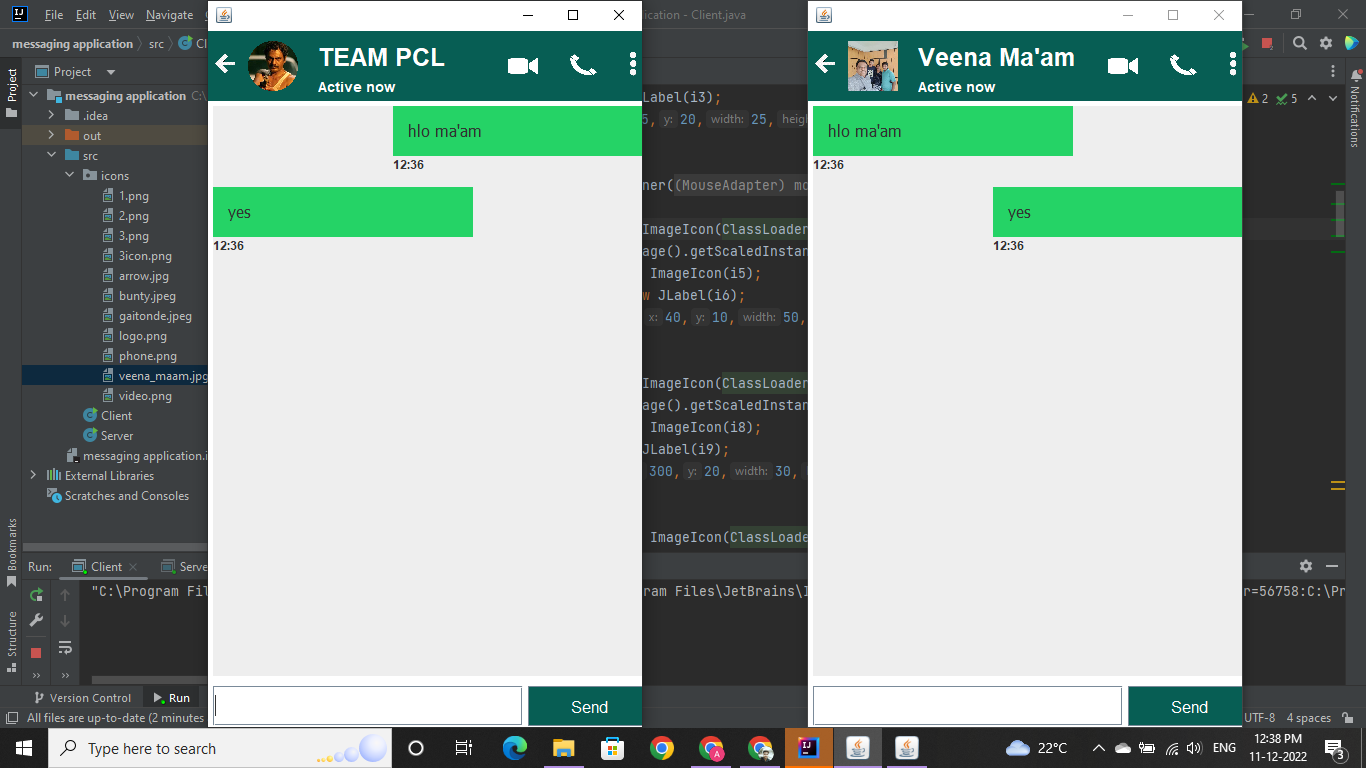 File Edit View Navigate
ication - Client.java
messaging application src Cl
Project
messaging application C:\
.idea
out
src
icons
1.png
2.png
3.png
3icon.png
arrow.jpg
bunty.jpeg
gaitonde.jpeg
logo.png
phone.png
veena_maam.jpg
video.png
Client
Server
messaging application.i
External Libraries
Scratches and Consoles
Project
Bookmarks
Structure
TEAM PCL
Active now
hlo ma'am
12:36
yes
12:36
Send
Label(i3);
5, y: 20, width: 25, heigh
ner((MouseAdapter) mo
ImageIcon(ClassLoader
age().getScaledInstan
ImageIcon(i5);
w JLabel(i6);
x: 40, y: 10, width: 50,
ImageIcon(ClassLoader
age().getScaledInstan
ImageIcon(i8);
JLabel(i9);
300, y: 20, width: 30,
ImageIcon(ClassLoade
Veena Ma'am
Active now
hlo ma'am
12:36
yes
12:36
Send
2 5
Notifications
Run: Client Serve
"C:\Program Fil
ram Files\JetBrains\I
r=56758:C:\Pr
Version Control Run
All files are up-to-date (2 minutes
UTF-8 4 spaces
Type here to search
22°C
ENG
12:38 PM
11-12-2022
3